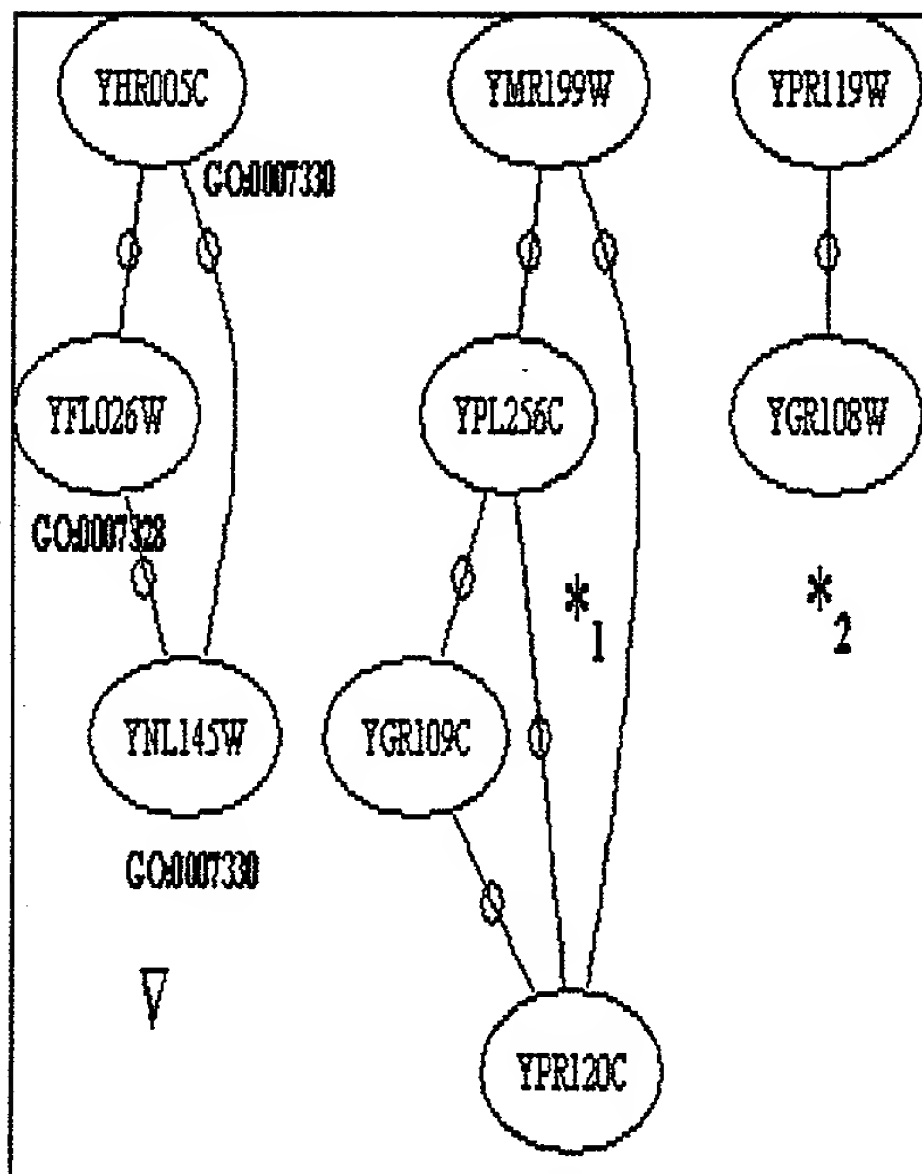 YHR005C
YMR199W
YPR119W
GO:0007330
YFL026W
YPL256C
YGR108W
GO:0007328
*1
*2
YNL145W
YGR109C
GO:0007330
YPR120C